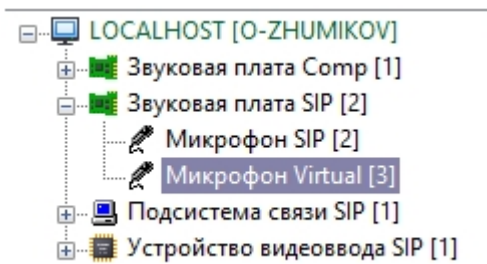 LOCALHOST [O-ZHUMIKOV]
Звуковая плата Comp [1]
Звуковая плата SIP [2]
Микрофон SIP [2]
Микрофон Virtual [3]
Подсистема связи SIP [1]
Устройство видеоввода SIP [1]